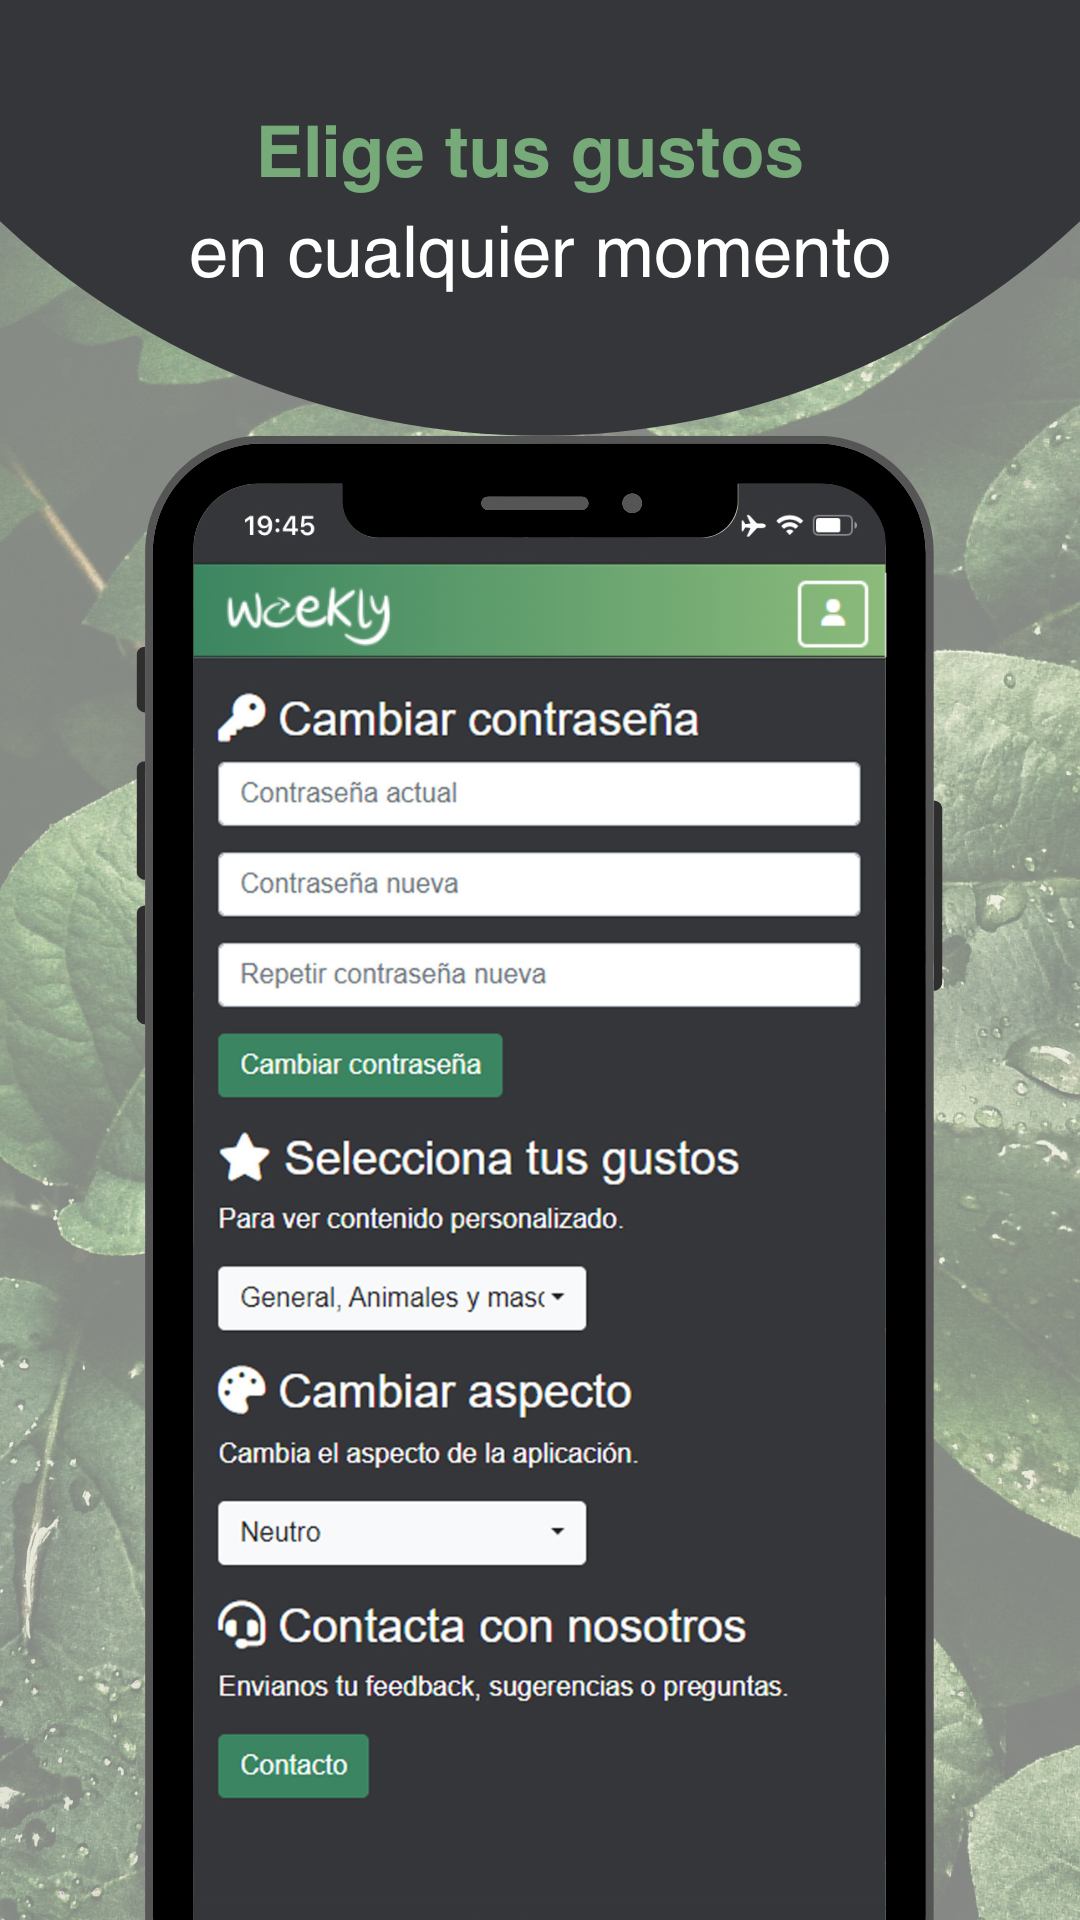 Elige tus gustos
en cualquier momento
19:45
weekly
Cambiar contraseña
Contraseña actual
Contraseña nueva
Repetir contraseña nueva
Cambiar contraseña
Selecciona tus gustos
Para ver contenido personalizado.
General, Animales y masc
Cambiar aspecto
Cambia el aspecto de la aplicación.
Neutro
Contacta con nosotros
Envianos tu feedback, sugerencias o preguntas.
Contacto